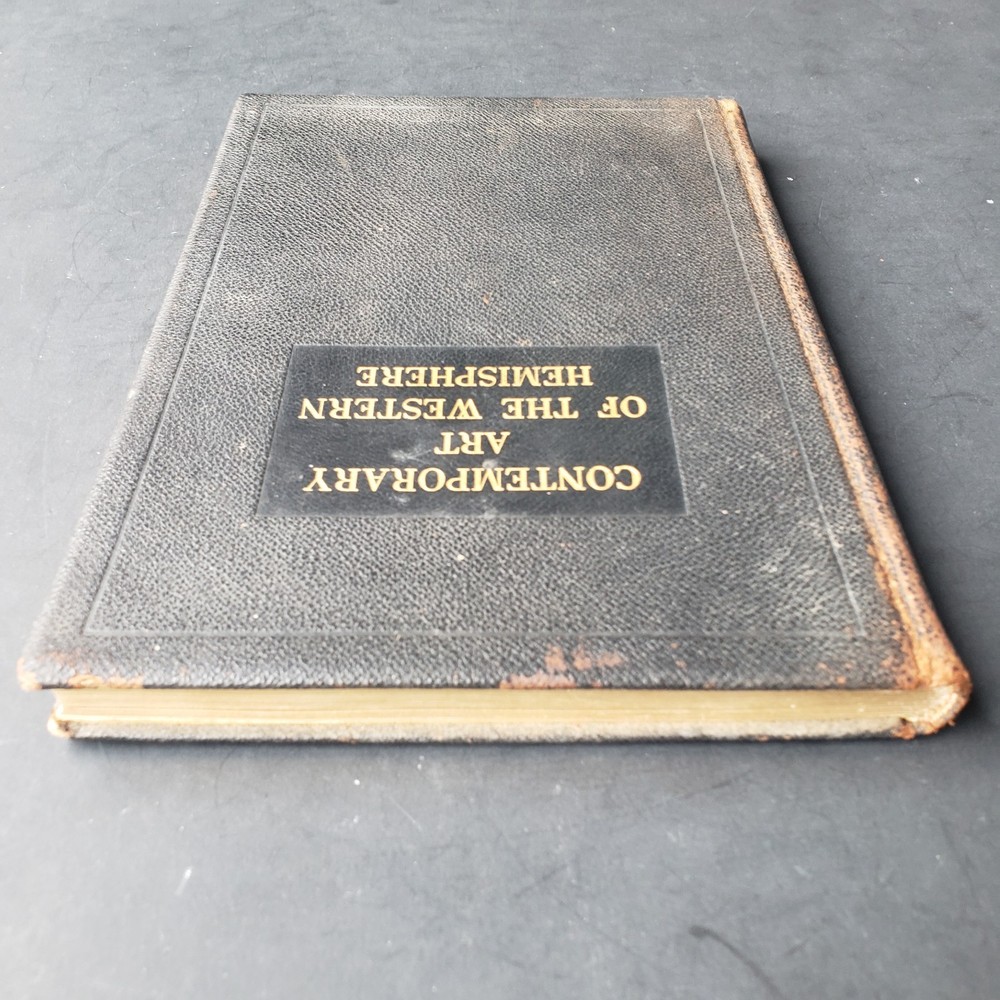 CONTEMPORARY
ART
OF THE WESTERN
HEMISPHERE